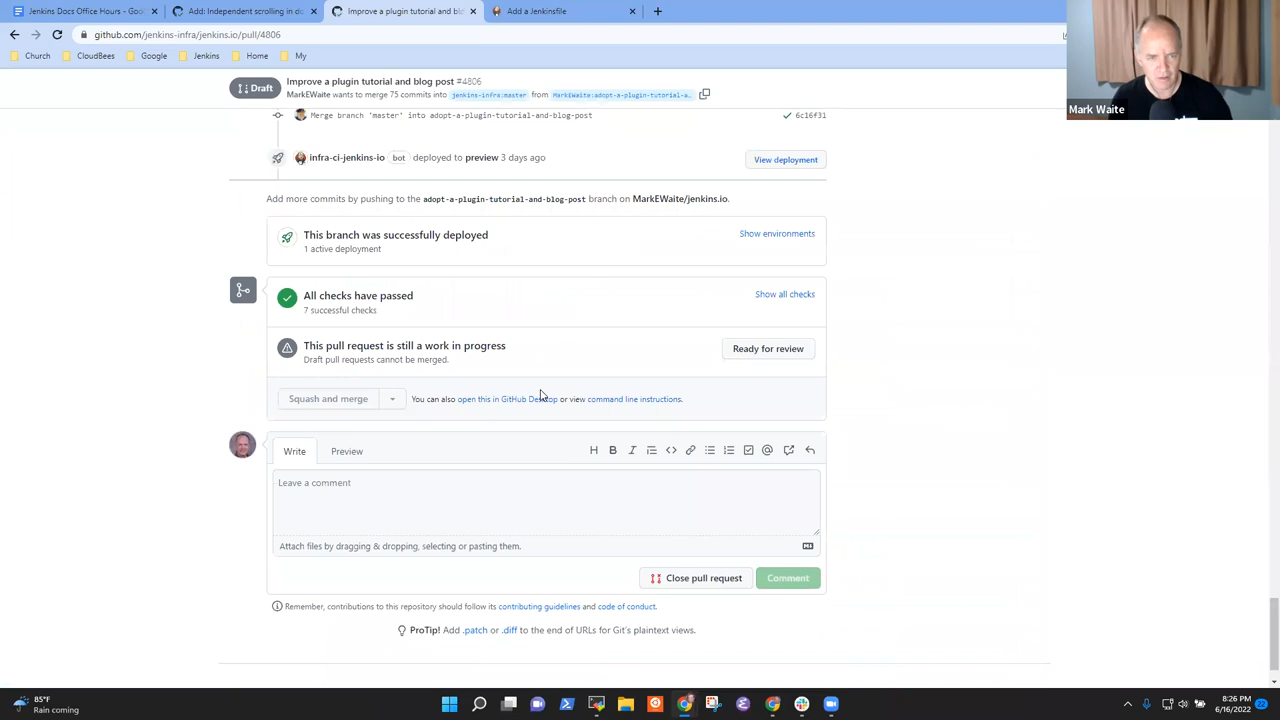 Jenkins Docs Office Hours - Goo
Add: Independent scrolling in do
Improve a plugin tutorial and blo
Add a Jenkinsfile
github.com/jenkins-infra/jenkins.io/pull/4806
Church
CloudBees
Google
Jenkins
Home
My
Mark Waite
Draft
Improve a plugin tutorial and blog post #4806
MarkEWaite wants to merge 75 commits into jenkins-infra:master from MarkEWaite:adopt-a-plugin-tutorial-a…
Merge branch 'master' into adopt-a-plugin-tutorial-and-blog-post
6c16f31
infra-ci-jenkins-io bot deployed to preview 3 days ago
View deployment
Add more commits by pushing to the adopt-a-plugin-tutorial-and-blog-post branch on MarkEWaite/jenkins.io.
This branch was successfully deployed
1 active deployment
Show environments
All checks have passed
7 successful checks
Show all checks
This pull request is still a work in progress
Draft pull requests cannot be merged.
Ready for review
Squash and merge
You can also open this in GitHub Desktop or view command line instructions.
Write
Preview
Leave a comment
Attach files by dragging & dropping, selecting or pasting them.
Close pull request
Comment
Remember, contributions to this repository should follow its contributing guidelines and code of conduct.
ProTip! Add .patch or .diff to the end of URLs for Git's plaintext views.
85°F
Rain coming
8:26 PM
6/16/2022
22